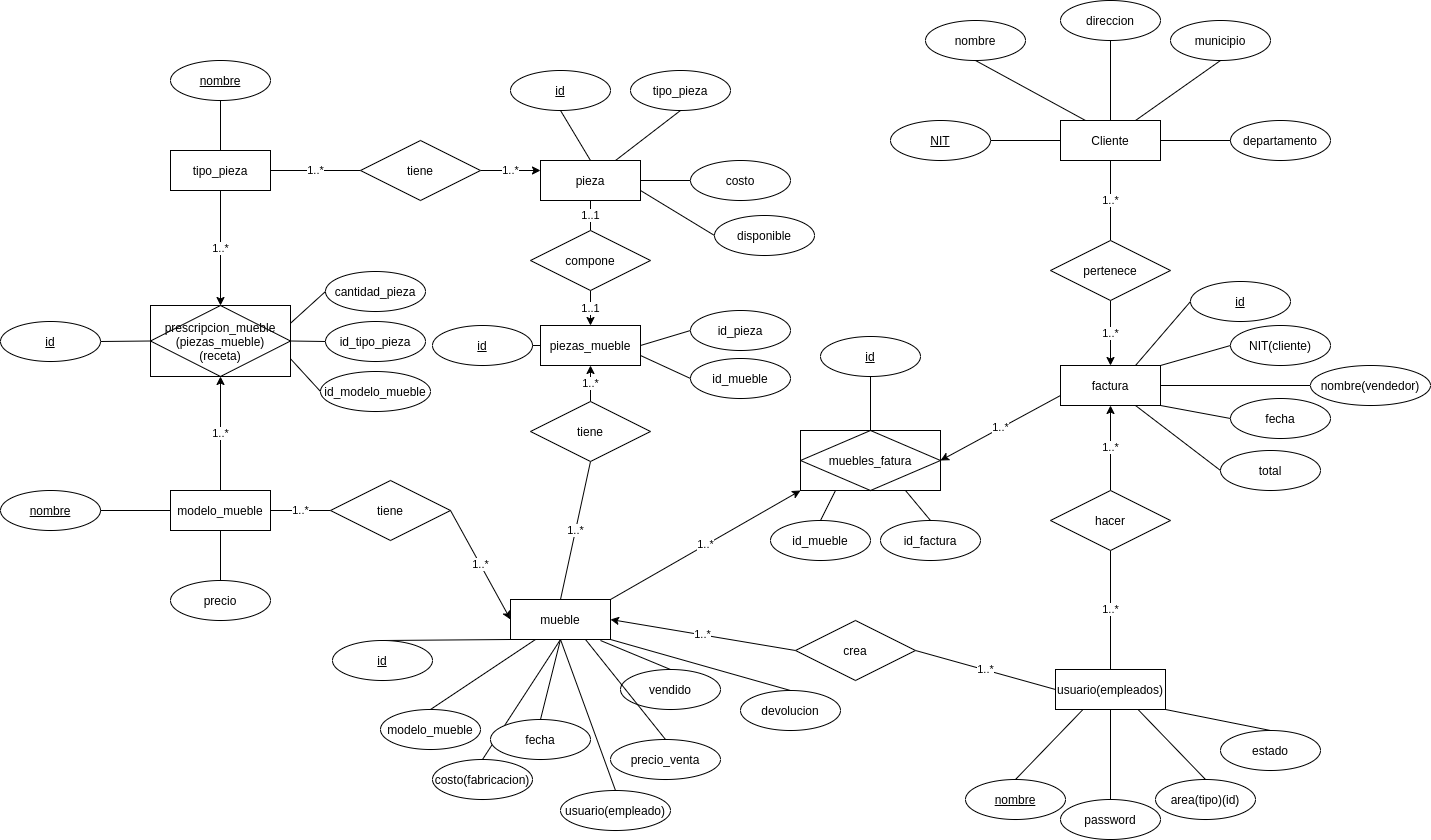 direccion
nombre
municipio
nombre
id
tipo_pieza
NIT
Cliente
departamento
tipo_pieza
1..*
tiene
1..*
pieza
costo
1..*
1..1
disponible
1..*
compone
pertenece
cantidad_pieza
id
1..1
prescripcion_mueble
(piezas_mueble)
(receta)
id_pieza
1..*
id
id_tipo_pieza
id
piezas_mueble
id
NIT(cliente)
id_mueble
1..*
factura
nombre(vendedor)
id_modelo_mueble
fecha
1..*
tiene
1..*
1..*
muebles_fatura
total
nombre
modelo_mueble
1..*
tiene
1..*
hacer
id_mueble
id_factura
1..*
1..*
precio
1..*
mueble
1..*
1..*
crea
id
1..*
usuario(empleados)
vendido
devolucion
modelo_mueble
fecha
estado
precio_venta
costo(fabricacion)
nombre
area(tipo)(id)
usuario(empleado)
password